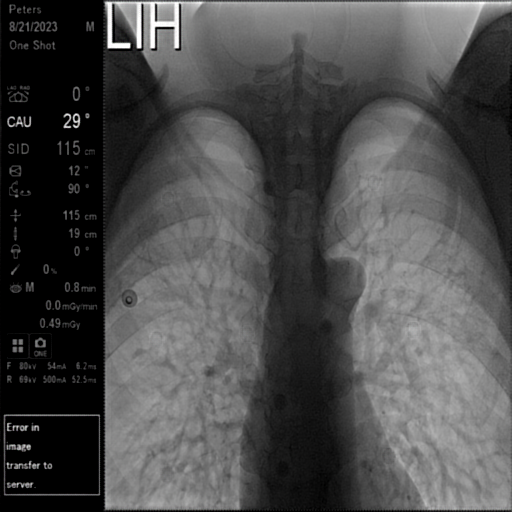 Peters
8/21/2023 M
One Shot
LAO RAO 0 °
CAU 29 °
SID 115 cm
12 °
90 °
115 cm
19 cm
0 °
0 %
M 0.8 min
0.0 mGy/min
0.49 mGy
ONE
F 80kV 54mA 6.2ms
R 69kV 500mA 52.5ms
Error in
image
transfer to
server.
LIH